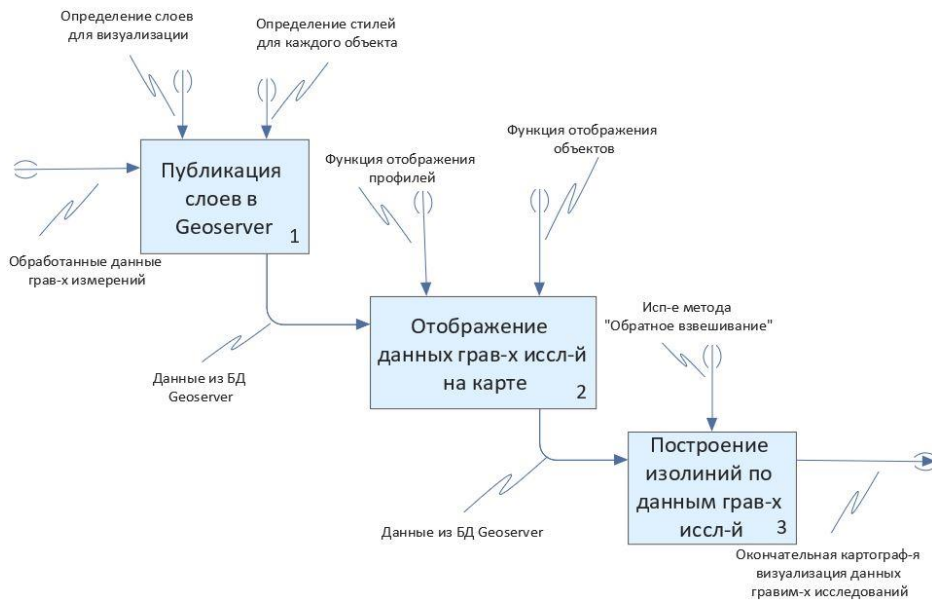 Определение слоев
для визуализации
Определение стилей
для каждого объекта
Публикация
слоев в
Geoserver
1
Обработанные данные
грав-х измерений
Функция отображения
профилей
Функция отображения
объектов
Данные из БД
Geoserver
Отображение
данных грав-х иссл-й
на карте
2
Исп-е метода
"Обратное взвешивание"
Данные из БД Geoserver
Построение
изолиний по
данным грав-х
иссл-й
3
Окончательная картограф-я
визуализация данных
гравим-х исследований